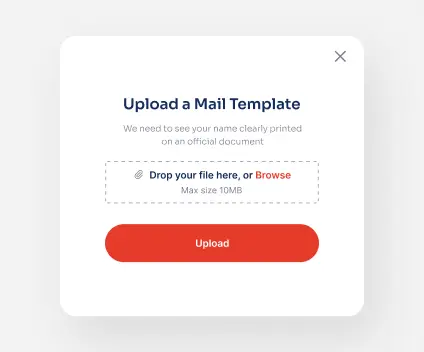 Upload a Mail Template
We need to see your name clearly printed
on an official document
Drop your file here, or Browse
Max size 10MB
Upload